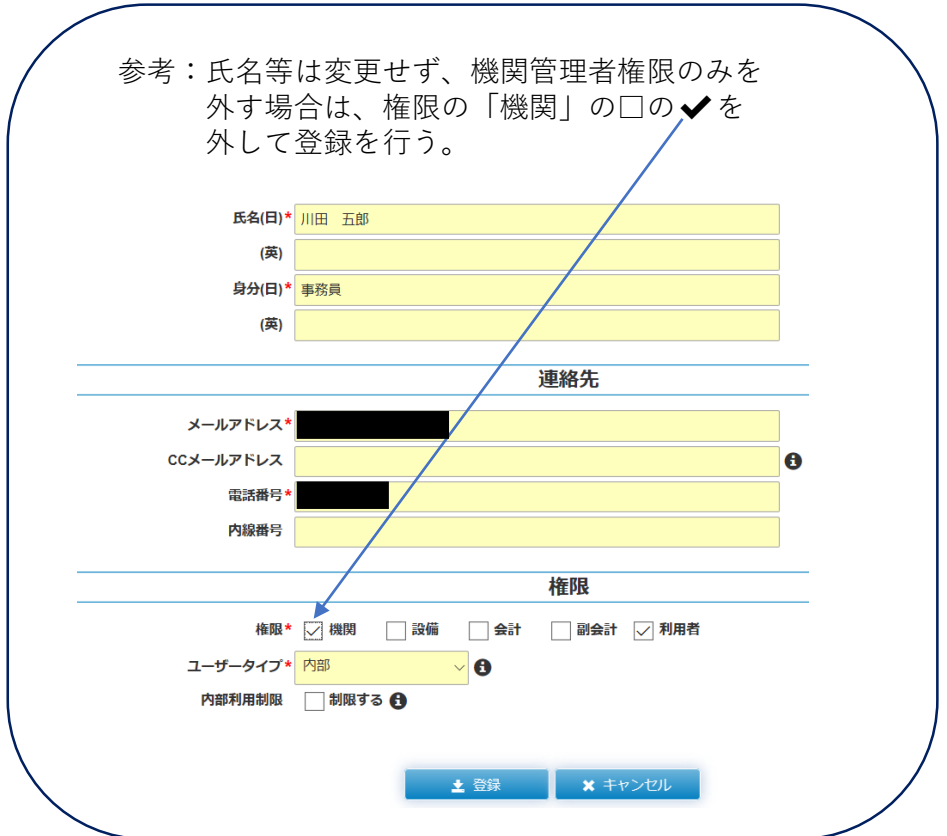 参考：氏名等は変更せず、機関管理者権限のみを
外す場合は、権限の「機関」の□の✔を
外して登録を行う。
氏名(日)* 川田　五郎
(英)
身分(日)* 事務員
(英)
連絡先
メールアドレス*
CCメールアドレス
電話番号*
内線番号
権限
権限* 機関 設備 会計 副会計 利用者
ユーザータイプ* 内部
内部利用制限 制限する
登録 キャンセル